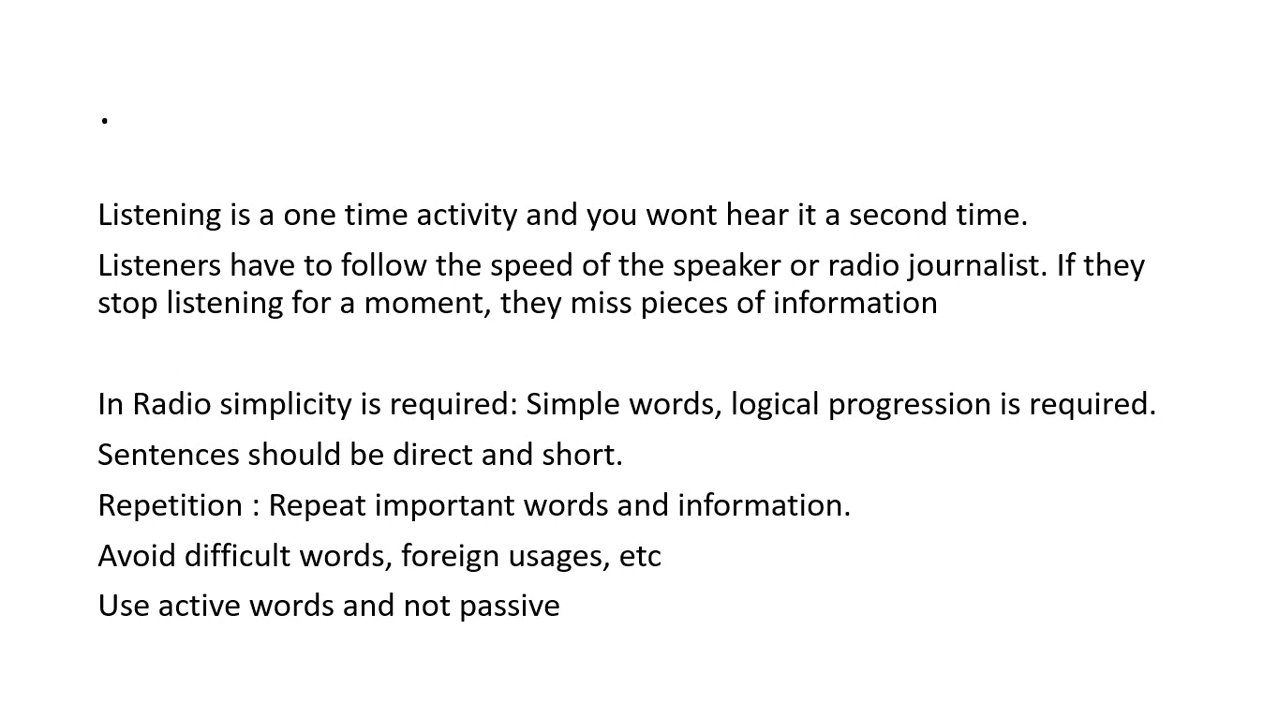 .
Listening is a one time activity and you wont hear it a second time.
Listeners have to follow the speed of the speaker or radio journalist. If they
stop listening for a moment, they miss pieces of information
In Radio simplicity is required: Simple words, logical progression is required.
Sentences should be direct and short.
Repetition : Repeat important words and information.
Avoid difficult words, foreign usages, etc
Use active words and not passive